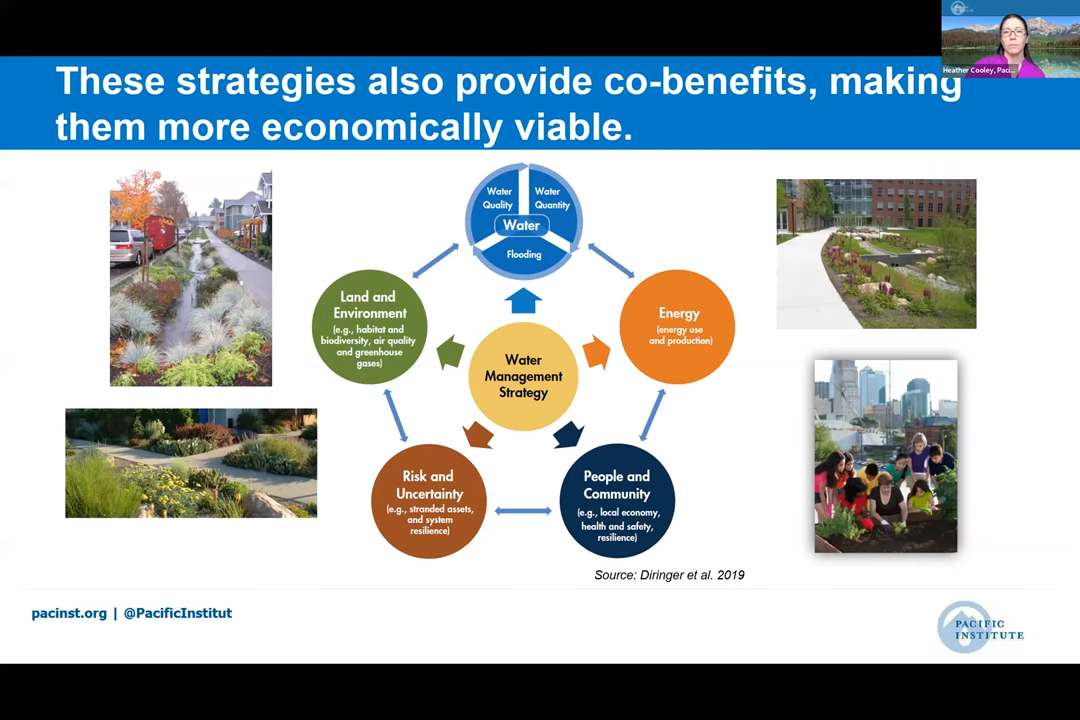 Heather Cooley, Paci...
These strategies also provide co-benefits, making
them more economically viable.
Water
Quality
Water
Quantity
Water
Flooding
Land and
Environment
(e.g., habitat and
biodiversity, air quality
and greenhouse
gases)
Energy
(energy use
and production)
Water
Management
Strategy
Risk and
Uncertainty
(e.g., stranded assets,
and system
resilience)
People and
Community
(e.g., local economy,
health and safety,
resilience)
Source: Diringer et al. 2019
pacinst.org | @PacificInstitut
PACIFIC
INSTITUTE